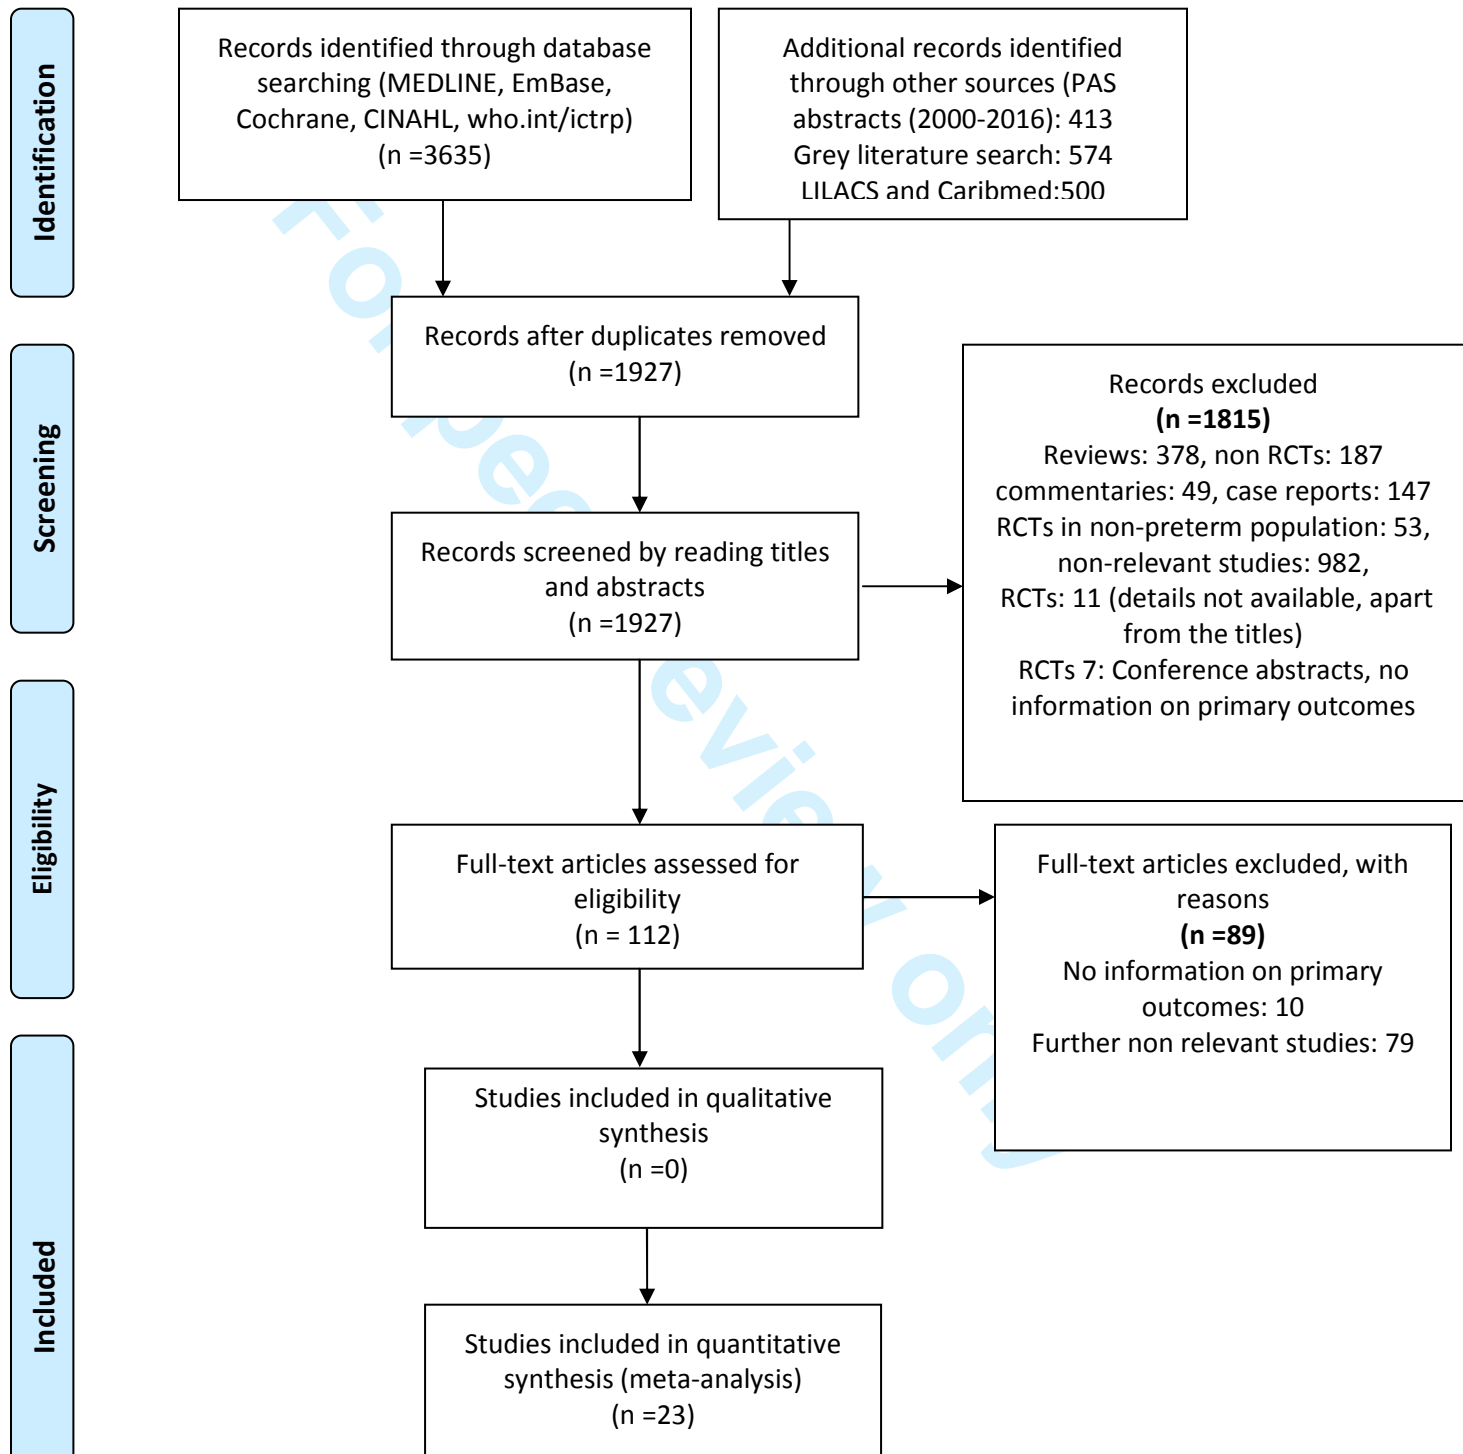 Identification
Records identified through database
searching (MEDLINE, EmBase,
Cochrane, CINAHL, who.int/ictrp)
(n =3635)
Additional records identified
through other sources (PAS
abstracts (2000-2016): 413
Grey literature search: 574
LILACS and Caribmed:500
Records after duplicates removed
(n =1927)
Screening
Records screened by reading titles
and abstracts
(n =1927)
Records excluded
(n =1815)
Reviews: 378, non RCTs: 187
commentaries: 49, case reports: 147
RCTs in non-preterm population: 53,
non-relevant studies: 982,
RCTs: 11 (details not available, apart
from the titles)
RCTs 7: Conference abstracts, no
information on primary outcomes
Eligibility
Full-text articles assessed for
eligibility
(n = 112)
Full-text articles excluded, with
reasons
(n =89)
No information on primary
outcomes: 10
Further non relevant studies: 79
Included
Studies included in qualitative
synthesis
(n =0)
Studies included in quantitative
synthesis (meta-analysis)
(n =23)
For peer review only